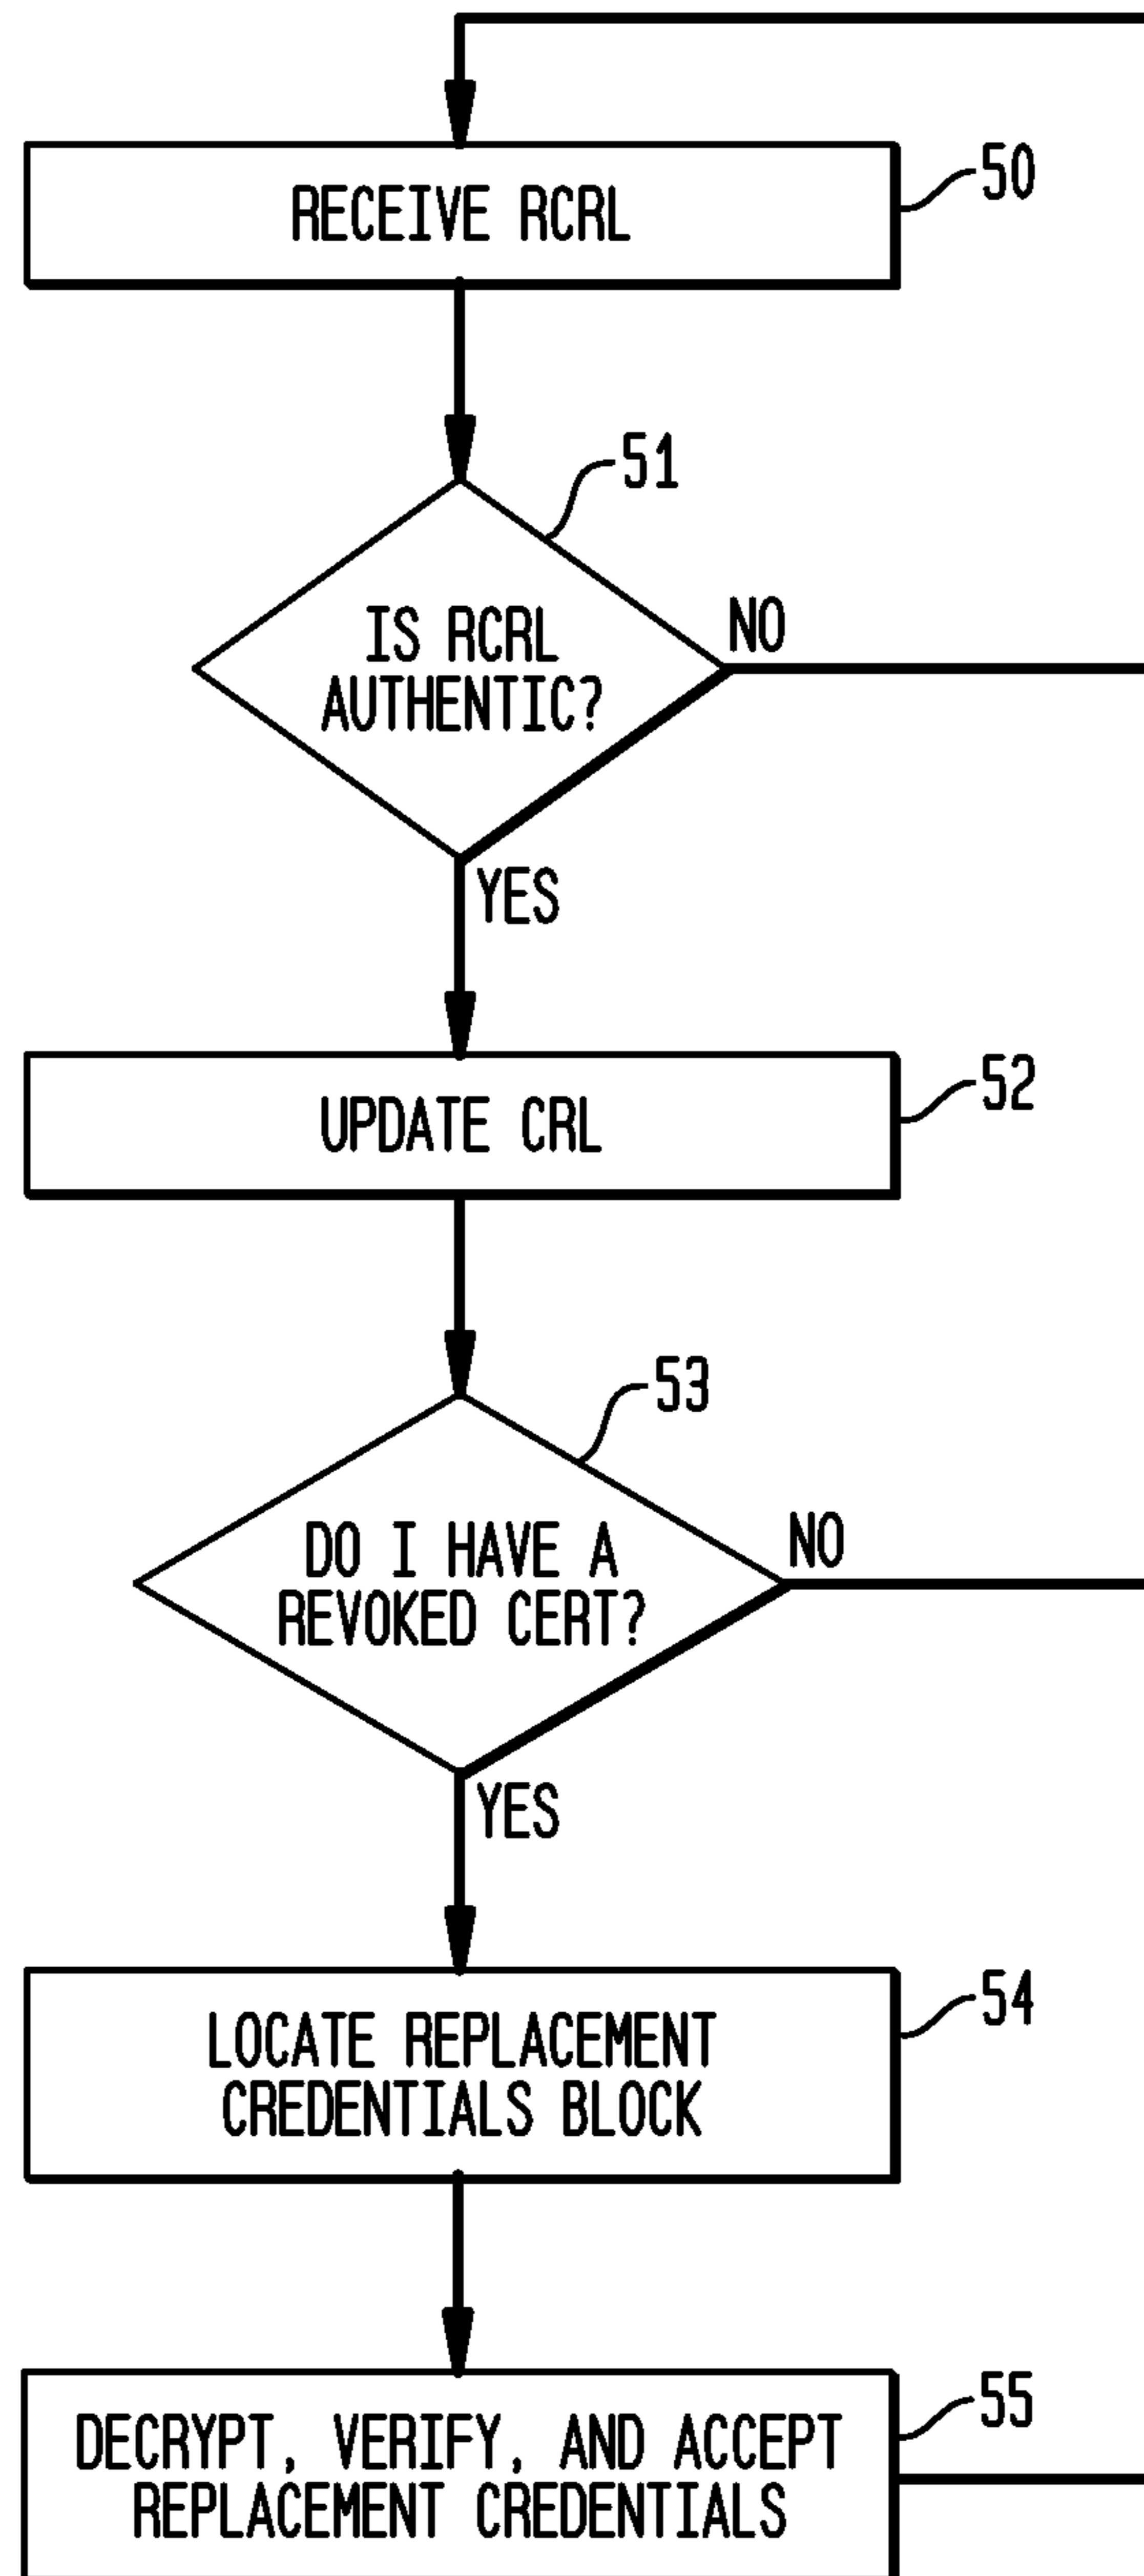 RECEIVE RCRL
50
51
IS RCRL
AUTHENTIC?
NO
YES
UPDATE CRL
52
53
DO I HAVE A
REVOKED CERT?
NO
YES
LOCATE REPLACEMENT
CREDENTIALS BLOCK
54
DECRYPT, VERIFY, AND ACCEPT
REPLACEMENT CREDENTIALS
55